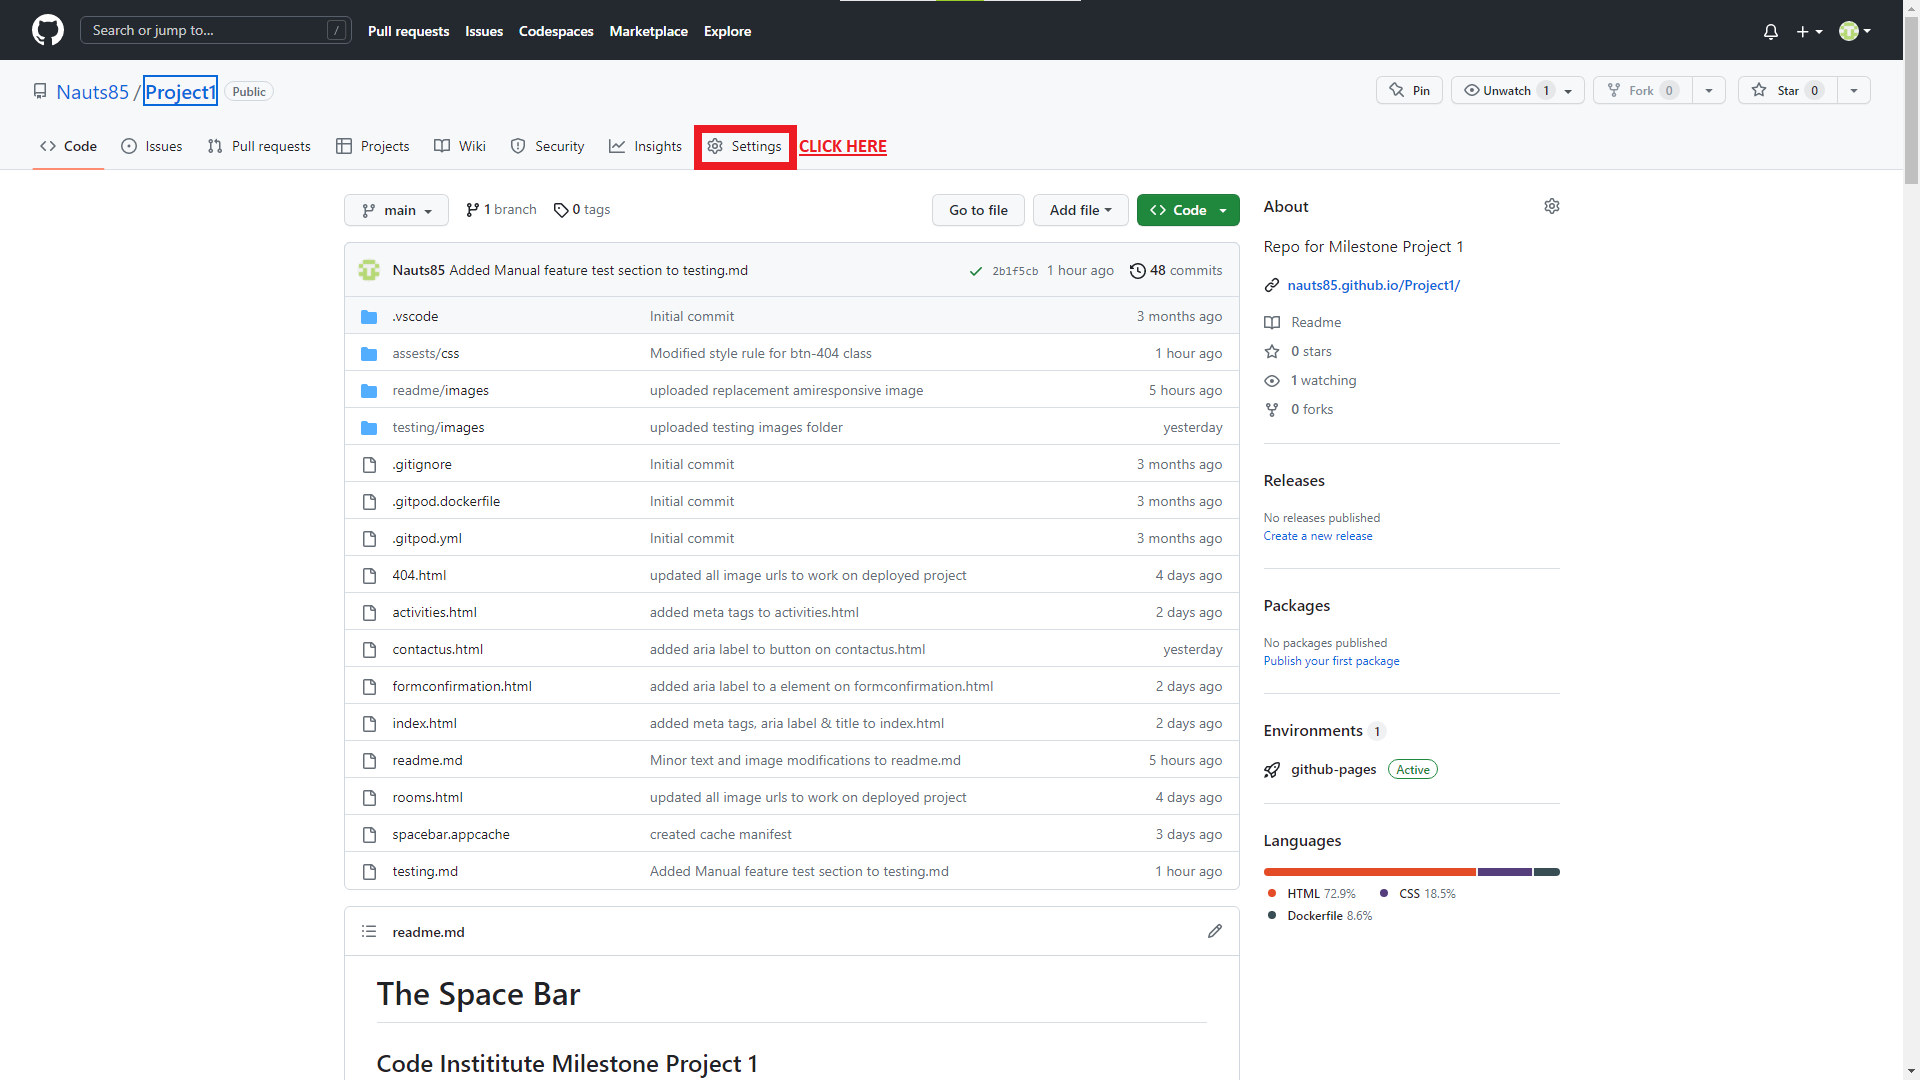 Search or jump to... /
Pull requests Issues Codespaces Marketplace Explore
Nauts85 / Project1 Public
Pin Unwatch 1 Fork 0 Star 0
Code Issues Pull requests Projects Wiki Security Insights Settings CLICK HERE
main 1 branch 0 tags Go to file Add file Code
Nauts85 Added Manual feature test section to testing.md 2b1f5cb 1 hour ago 48 commits
.vscode Initial commit 3 months ago
assests/css Modified style rule for btn-404 class 1 hour ago
readme/images uploaded replacement amiresponsive image 5 hours ago
testing/images uploaded testing images folder yesterday
.gitignore Initial commit 3 months ago
.gitpod.dockerfile Initial commit 3 months ago
.gitpod.yml Initial commit 3 months ago
404.html updated all image urls to work on deployed project 4 days ago
activities.html added meta tags to activities.html 2 days ago
contactus.html added aria label to button on contactus.html yesterday
formconfirmation.html added aria label to a element on formconfirmation.html 2 days ago
index.html added meta tags, aria label & title to index.html 2 days ago
readme.md Minor text and image modifications to readme.md 5 hours ago
rooms.html updated all image urls to work on deployed project 4 days ago
spacebar.appcache created cache manifest 3 days ago
testing.md Added Manual feature test section to testing.md 1 hour ago
readme.md
The Space Bar
Code Instititute Milestone Project 1
About
Repo for Milestone Project 1
nauts85.github.io/Project1/
Readme
0 stars
1 watching
0 forks
Releases
No releases published
Create a new release
Packages
No packages published
Publish your first package
Environments 1
github-pages Active
Languages
HTML 72.9% CSS 18.5%
Dockerfile 8.6%